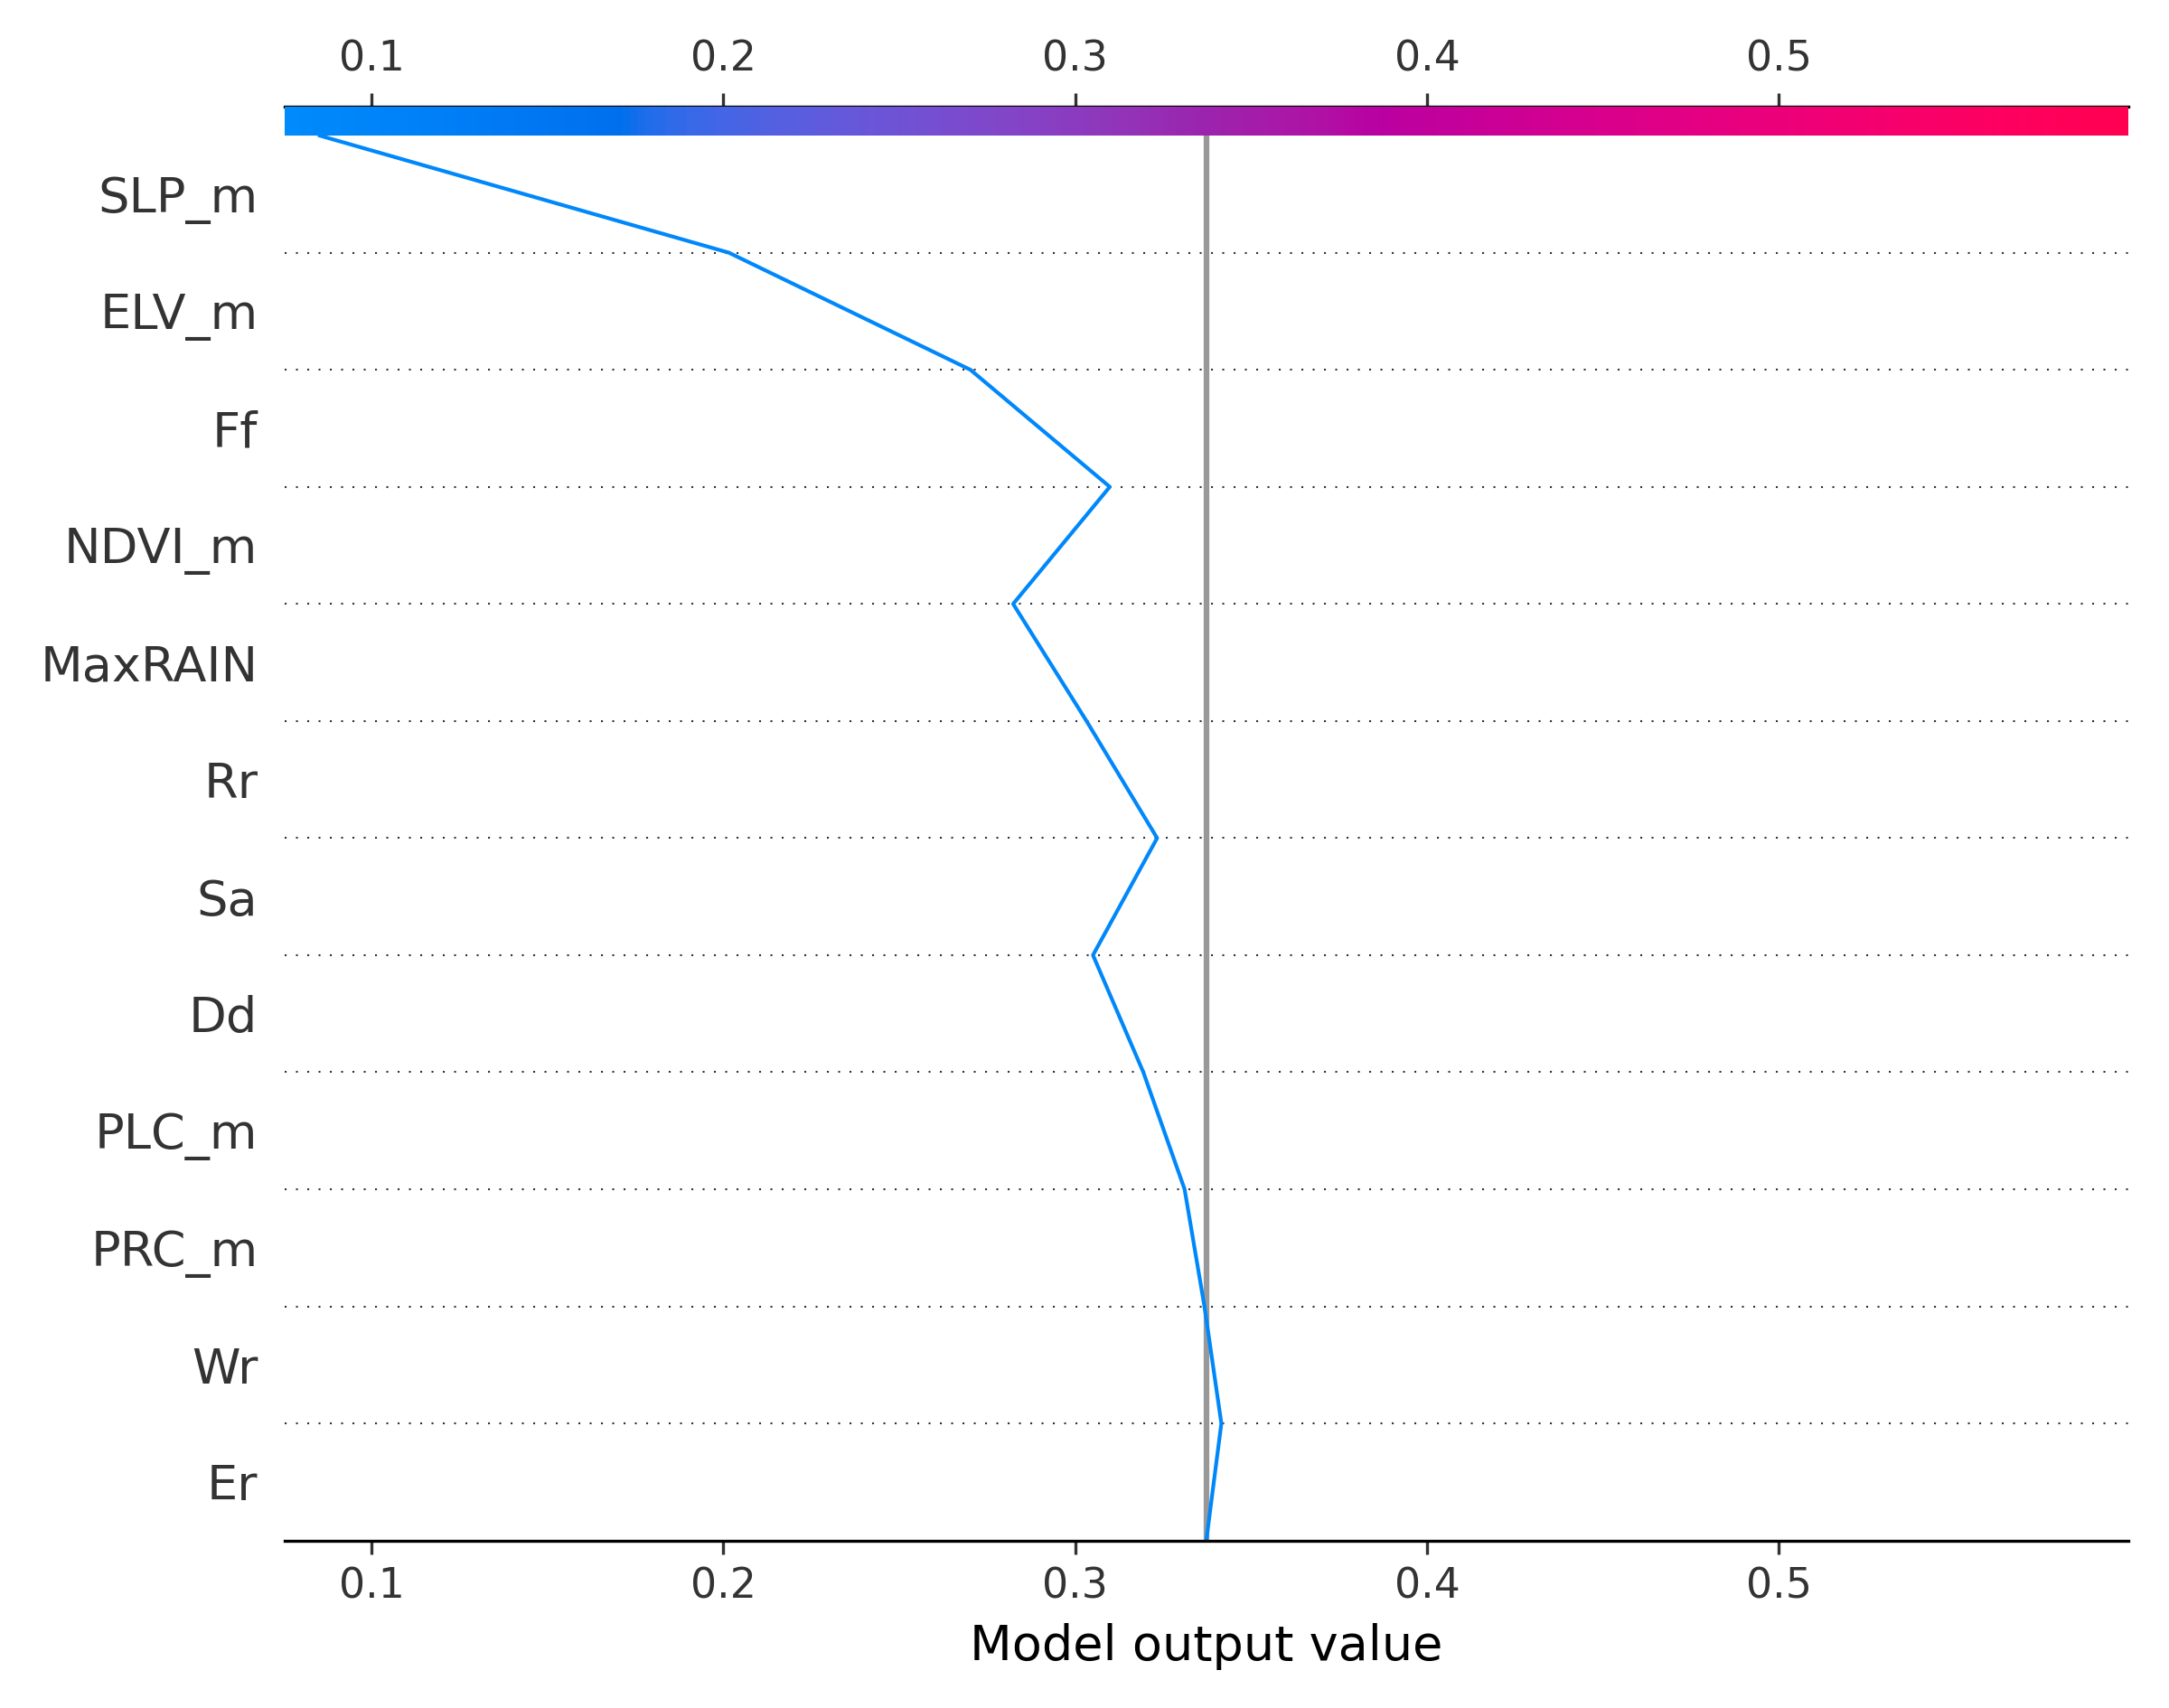 0.1 0.2 0.3 0.4 0.5
SLP_m
ELV_m
Ff
NDVI_m
MaxRAIN
Rr
Sa
Dd
PLC_m
PRC_m
Wr
Er
0.1 0.2 0.3 0.4 0.5
Model output value